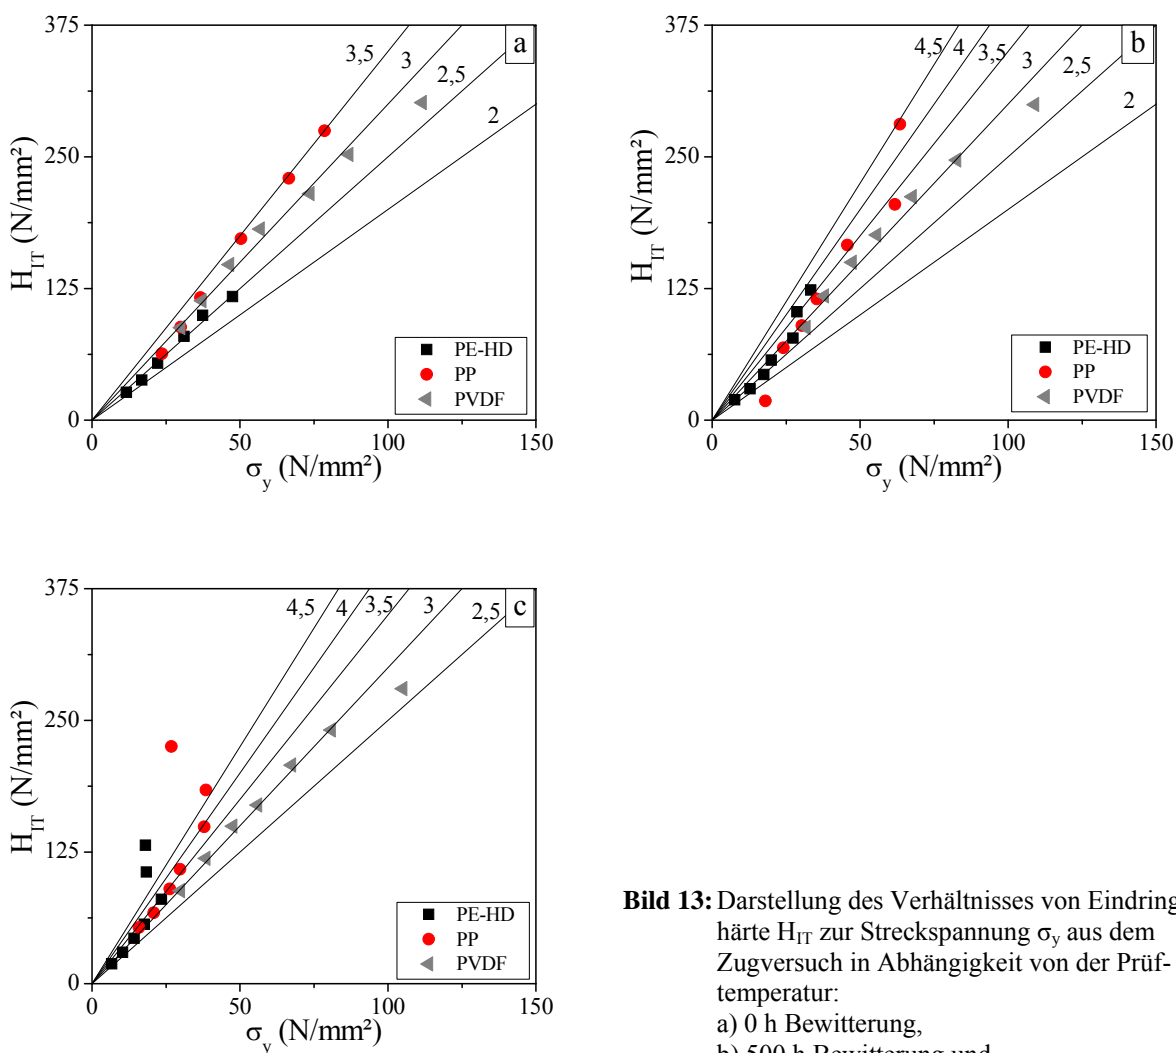 375
250
125
0
0
50
100
150
H_IT (N/mm²)
σ_y (N/mm²)
3,5
3
2,5
2
a
PE-HD
PP
PVDF
375
250
125
0
0
50
100
150
H_IT (N/mm²)
σ_y (N/mm²)
4,5
4
3,5
3
2,5
2
b
PE-HD
PP
PVDF
375
250
125
0
0
50
100
150
H_IT (N/mm²)
σ_y (N/mm²)
4,5
4
3,5
3
2,5
c
PE-HD
PP
PVDF
Bild 13: Darstellung des Verhältnisses von Eindring
härte H_IT zur Streckspannung σ_y aus dem
Zugversuch in Abhängigkeit von der Prüf-
temperatur:
a) 0 h Bewitterung,
b) 500 h Bewitterung und